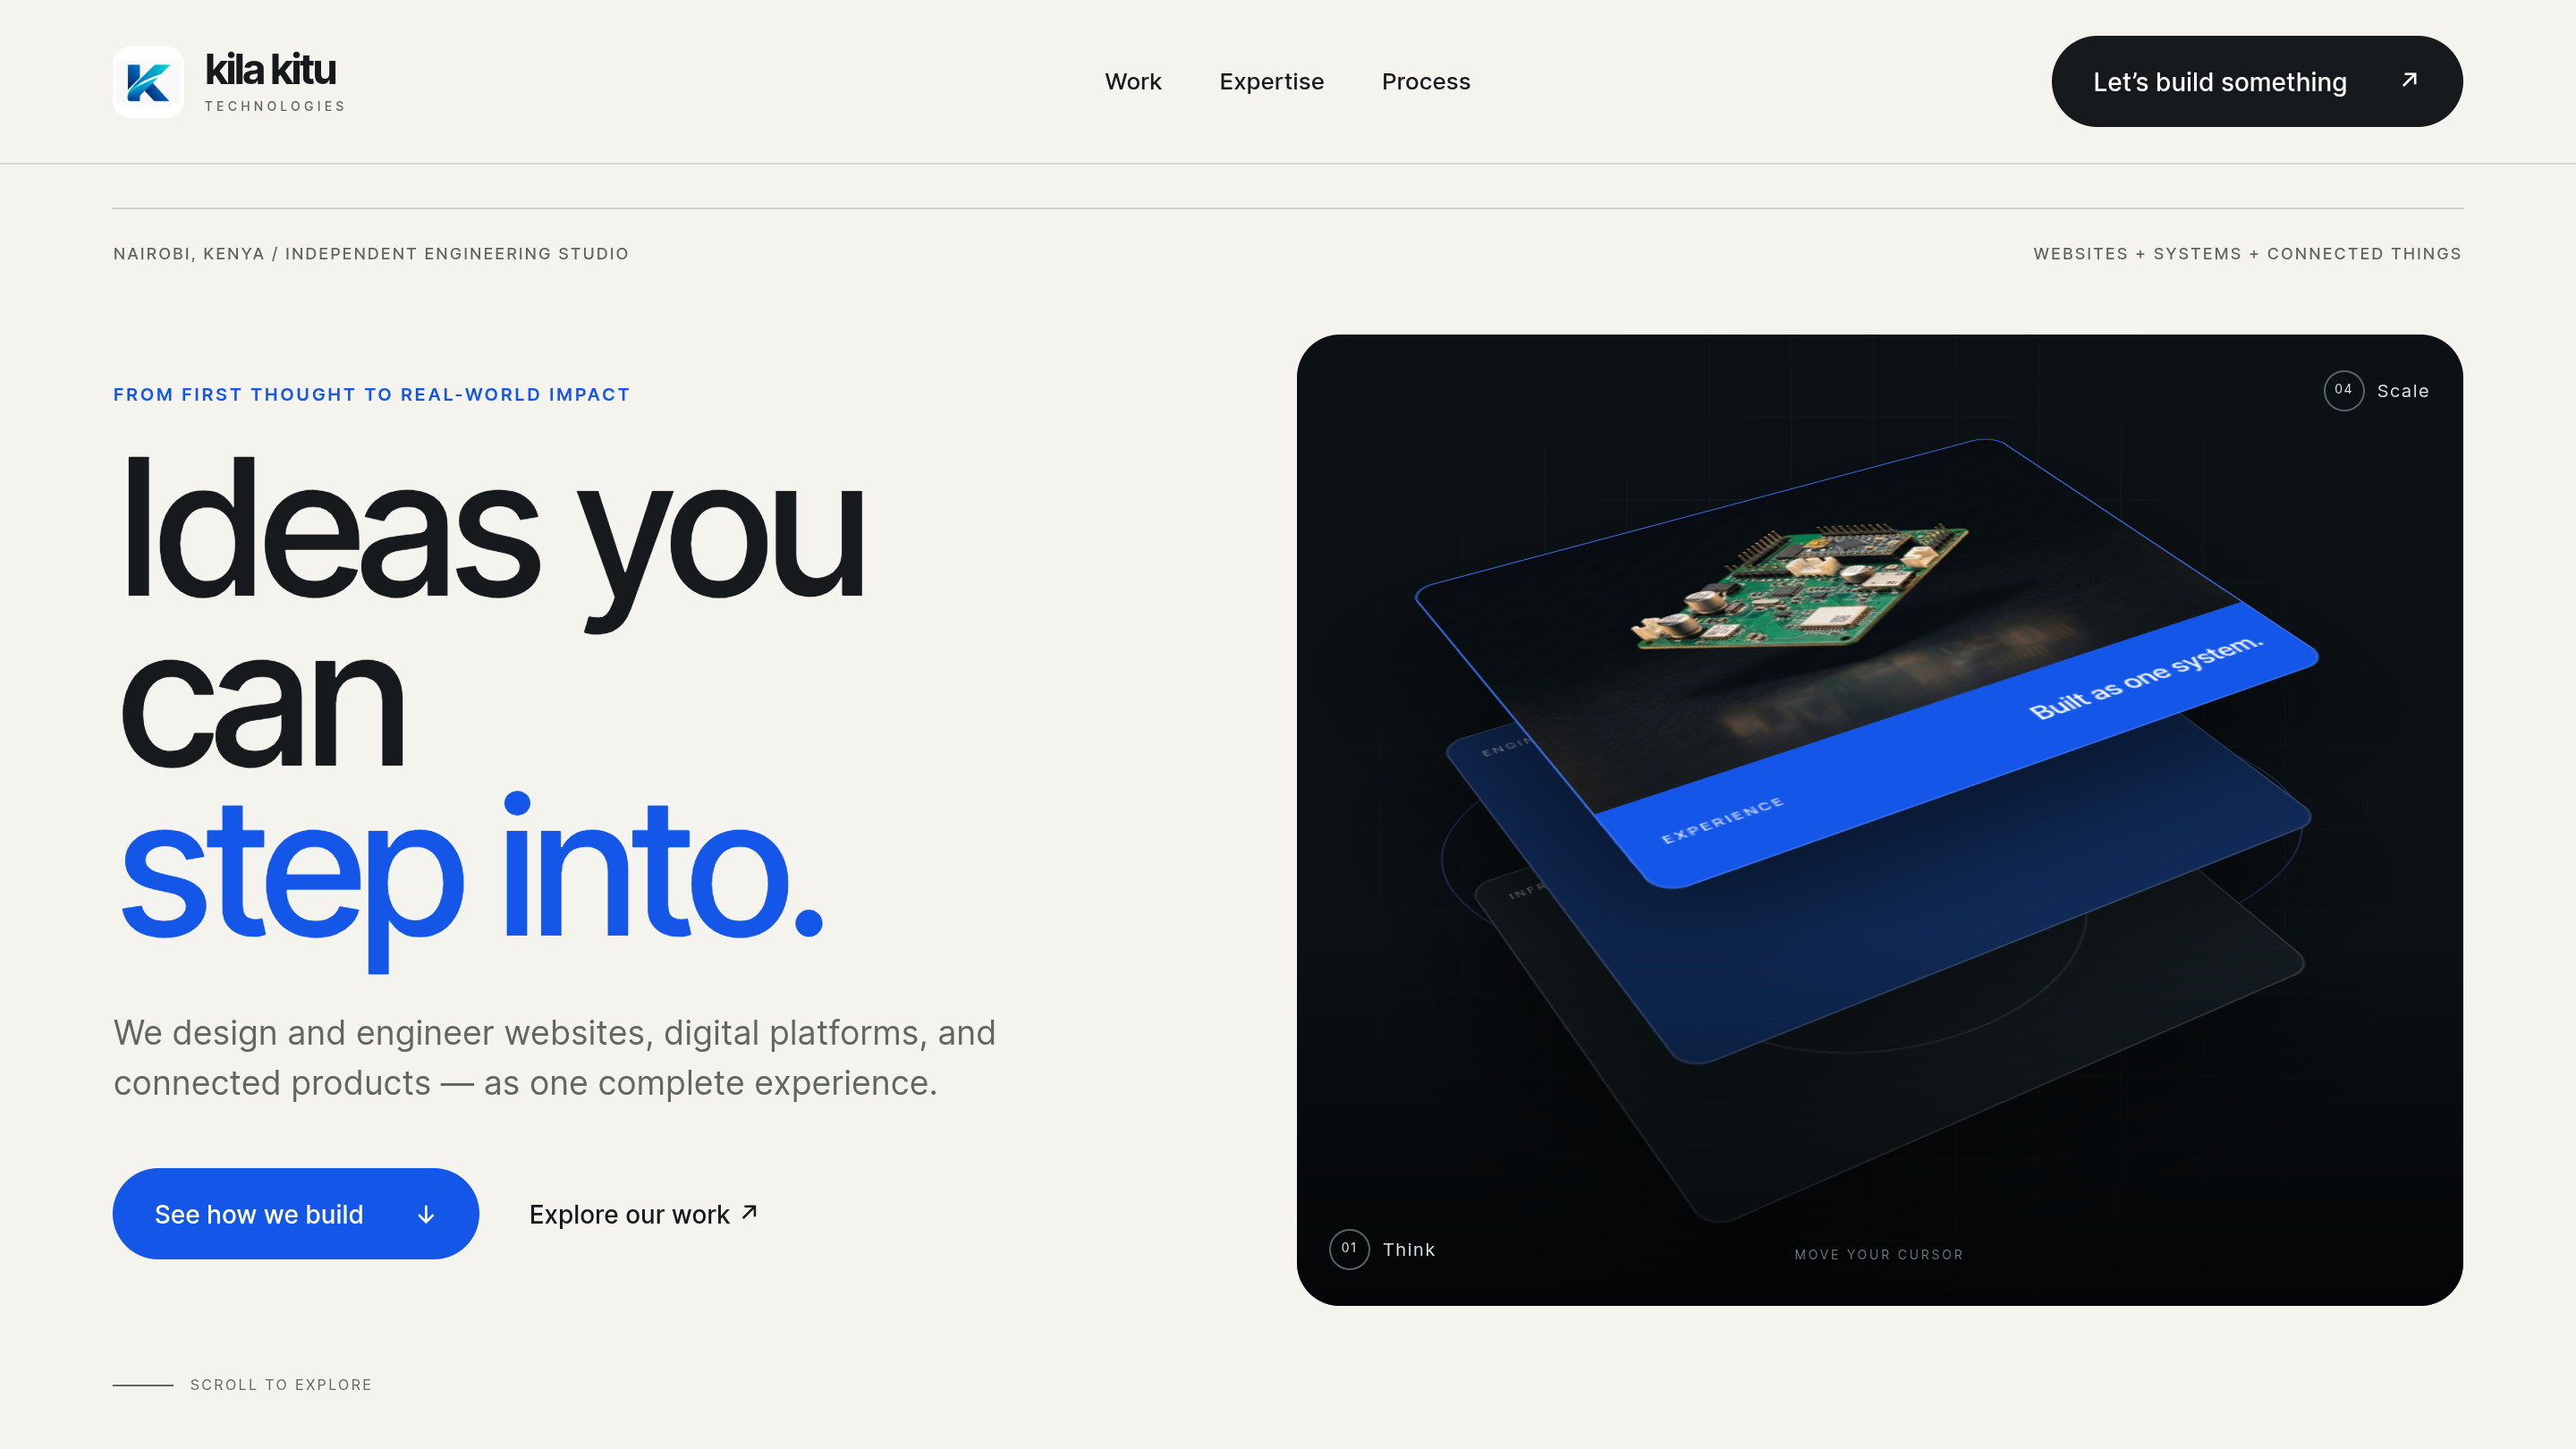 kila kitu
TECHNOLOGIES
Work
Expertise
Process
Let’s build something ↗
NAIROBI, KENYA / INDEPENDENT ENGINEERING STUDIO
WEBSITES + SYSTEMS + CONNECTED THINGS
FROM FIRST THOUGHT TO REAL-WORLD IMPACT
Ideas you
can
step into.
We design and engineer websites, digital platforms, and
connected products — as one complete experience.
See how we build ↓
Explore our work ↗
SCROLL TO EXPLORE
04 Scale
Built as one system.
EXPERIENCE
01 Think
MOVE YOUR CURSOR